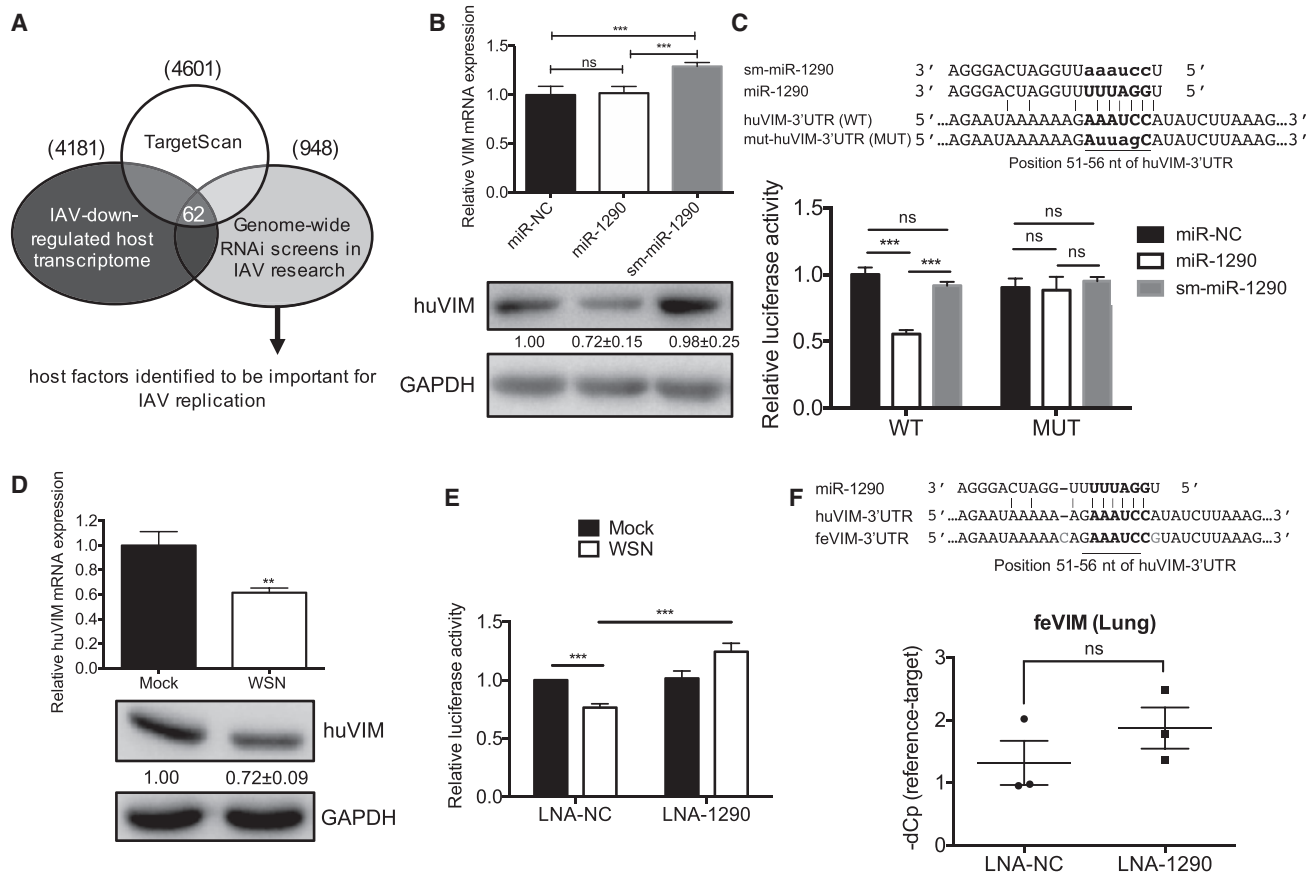 A
(4601)
TargetScan
(4181)
(948)
62
IAV-down-
regulated host
transcriptome
Genome-wide
RNAi screens in
IAV research
host factors identified to be important for
IAV replication
B
Relative VIM mRNA expression
1.5
1.0
0.5
0.0
***
***
ns
miR-NC
miR-1290
sm-miR-1290
huVIM
1.00 0.72±0.15 0.98±0.25
GAPDH
C
sm-miR-1290 3’ AGGGACUAGGUUaaauccU 5’
miR-1290 3’ AGGGACUAGGUUUUUAGGU 5’
huVIM-3’UTR (WT) 5’…AGAAUAAAAAAGAAAUCCAUAUCUUAAAG…3’
mut-huVIM-3’UTR (MUT) 5’…AGAAUAAAAAAGAuuagCAUAUCUUAAAG…3’
Position 51-56 nt of huVIM-3’UTR
Relative luciferase activity
1.5
1.0
0.5
0.0
ns
***
***
ns
ns
ns
WT
MUT
miR-NC
miR-1290
sm-miR-1290
D
Relative huVIM mRNA expression
1.2
1.0
0.8
0.6
0.4
0.2
0.0
**
Mock
WSN
huVIM
1.00 0.72±0.09
GAPDH
E
Mock
WSN
Relative luciferase activity
1.5
1.0
0.5
0.0
***
***
LNA-NC
LNA-1290
F
miR-1290 3’ AGGGACUAGG-UUUUUAGGU 5’
huVIM-3’UTR 5’…AGAAUAAAAA-AGAAAUCCAUAUCUUAAAG…3’
feVIM-3’UTR 5’…AGAAUAAAAACAGAAAUCCGUAUCUUAAAG…3’
Position 51-56 nt of huVIM-3’UTR
feVIM (Lung)
-dCp (reference-target)
3
2
1
0
ns
LNA-NC
LNA-1290